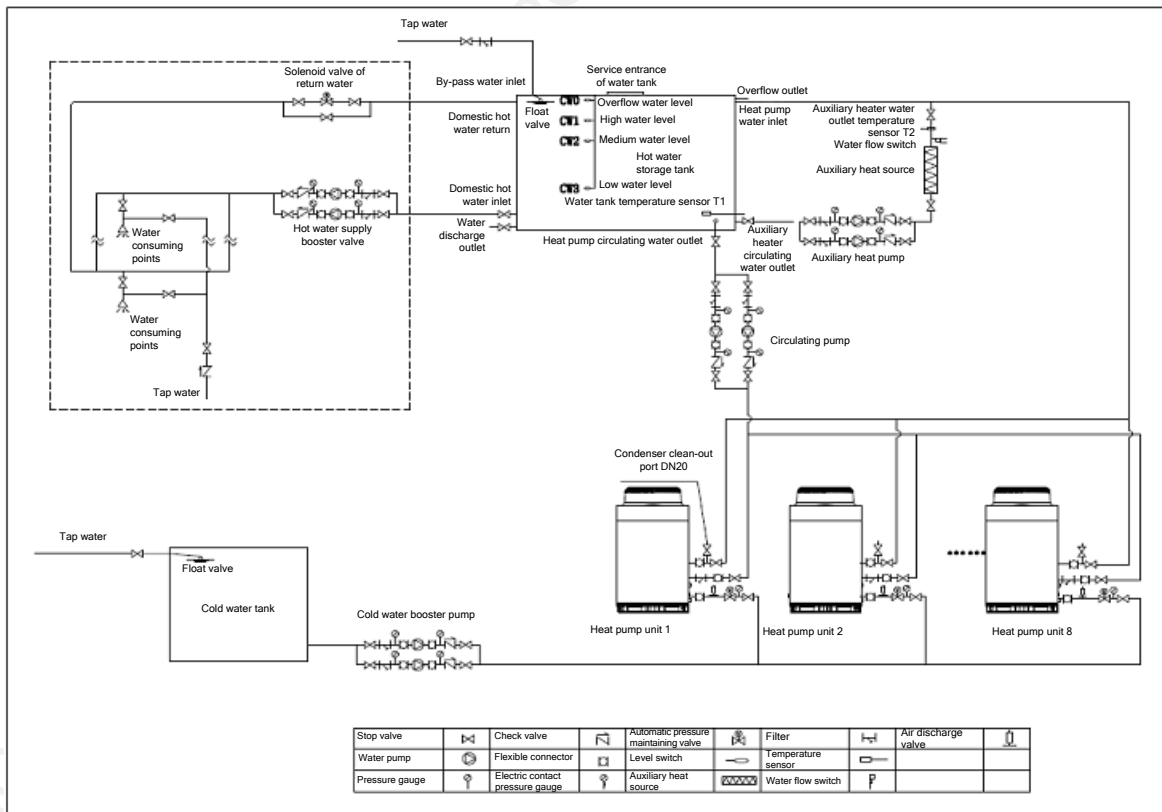 Tap water
Solenoid valve of
return water
By-pass water inlet
Service entrance
of water tank
Overflow outlet
CW0
Overflow water level
Float
valve
Heat pump
water inlet
Auxiliary heater water
outlet temperature
sensor T2
Domestic hot
water return
CW1
High water level
Water flow switch
CW2
Medium water level
Hot water
storage tank
Auxiliary heat source
Domestic hot
water inlet
CW3
Low water level
Water tank temperature sensor T1
Water
discharge
outlet
Heat pump circulating water outlet
Hot water supply
booster valve
Water
consuming
points
Auxiliary
heater
circulating
water outlet
Auxiliary heat pump
Water
consuming
points
Circulating pump
Tap water
Condenser clean-out
port DN20
Tap water
Float valve
Cold water tank
Cold water booster pump
Heat pump unit 1
Heat pump unit 2
Heat pump unit 8
Stop valve
Check valve
Automatic pressure
maintaining valve
Filter
Air discharge
valve
Water pump
Flexible connector
Level switch
Temperature
sensor
Pressure gauge
Electric contact
pressure gauge
Auxiliary heat
source
Water flow switch